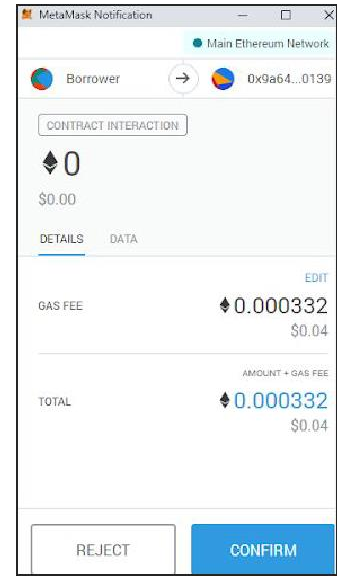 MetaMask Notification
Main Ethereum Network
Borrower
0x9a64...0139
CONTRACT INTERACTION
0
$0.00
DETAILS DATA
EDIT
GAS FEE
0.000332
$0.04
AMOUNT + GAS FEE
TOTAL
0.000332
$0.04
REJECT CONFIRM